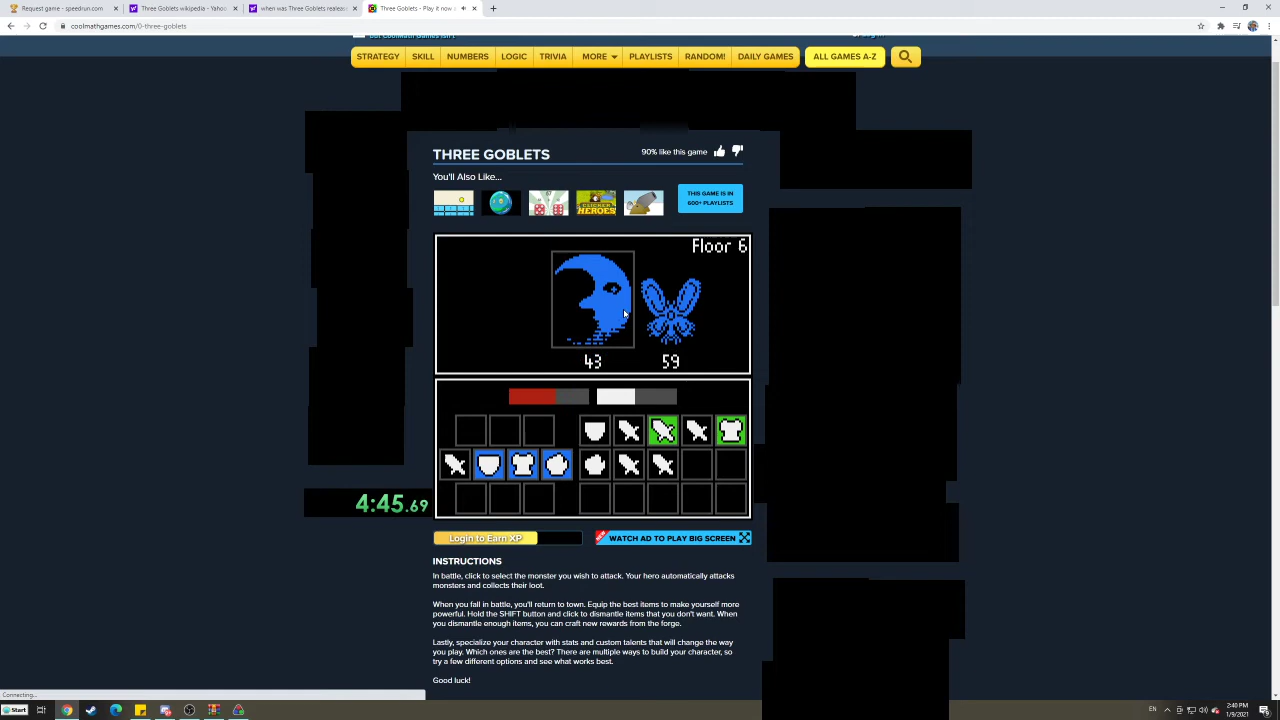 Request game - speedrun.com
Three Goblets wikipedia - Yahoo
when was Three Goblets realease
Three Goblets - Play it now
coolmathgames.com/0-three-goblets
STRATEGY SKILL NUMBERS LOGIC TRIVIA MORE PLAYLISTS RANDOM! DAILY GAMES ALL GAMES A-Z
THREE GOBLETS
90% like this game
You'll Also Like...
CLICKER
HEROES
THIS GAME IS IN
600+ PLAYLISTS
Floor 6
43 59
4:45.69
Login to Earn XP
NEW
WATCH AD TO PLAY BIG SCREEN
INSTRUCTIONS
In battle, click to select the monster you wish to attack. Your hero automatically attacks
monsters and collects their loot.
When you fall in battle, you'll return to town. Equip the best items to make yourself more
powerful. Hold the SHIFT button and click to dismantle items that you don't want. When
you dismantle enough items, you can craft new rewards from the forge.
Lastly, specialize your character with stats and custom talents that will change the way
you play. Which ones are the best? There are multiple ways to build your character, so
try a few different options and see what works best.
Good luck!
Connecting...
Start
EN
2:40 PM
1/9/2021